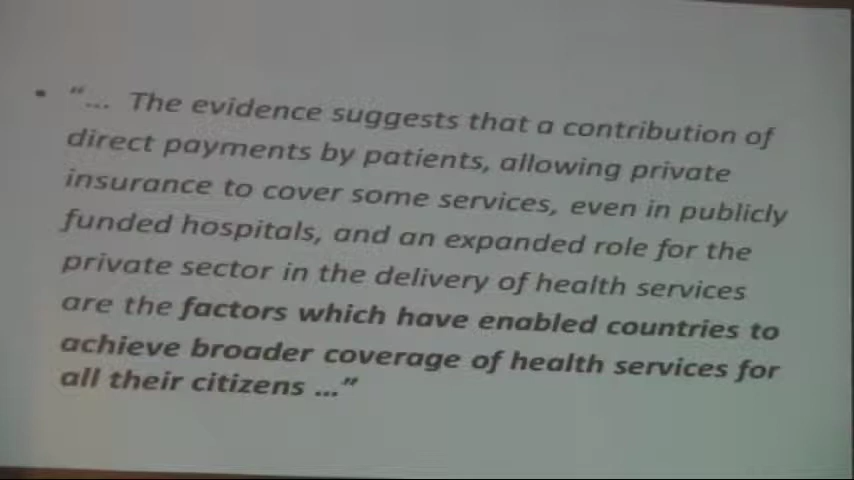 • "... The evidence suggests that a contribution of
direct payments by patients, allowing private
insurance to cover some services, even in publicly
funded hospitals, and an expanded role for the
private sector in the delivery of health services
are the factors which have enabled countries to
achieve broader coverage of health services for
all their citizens ..."